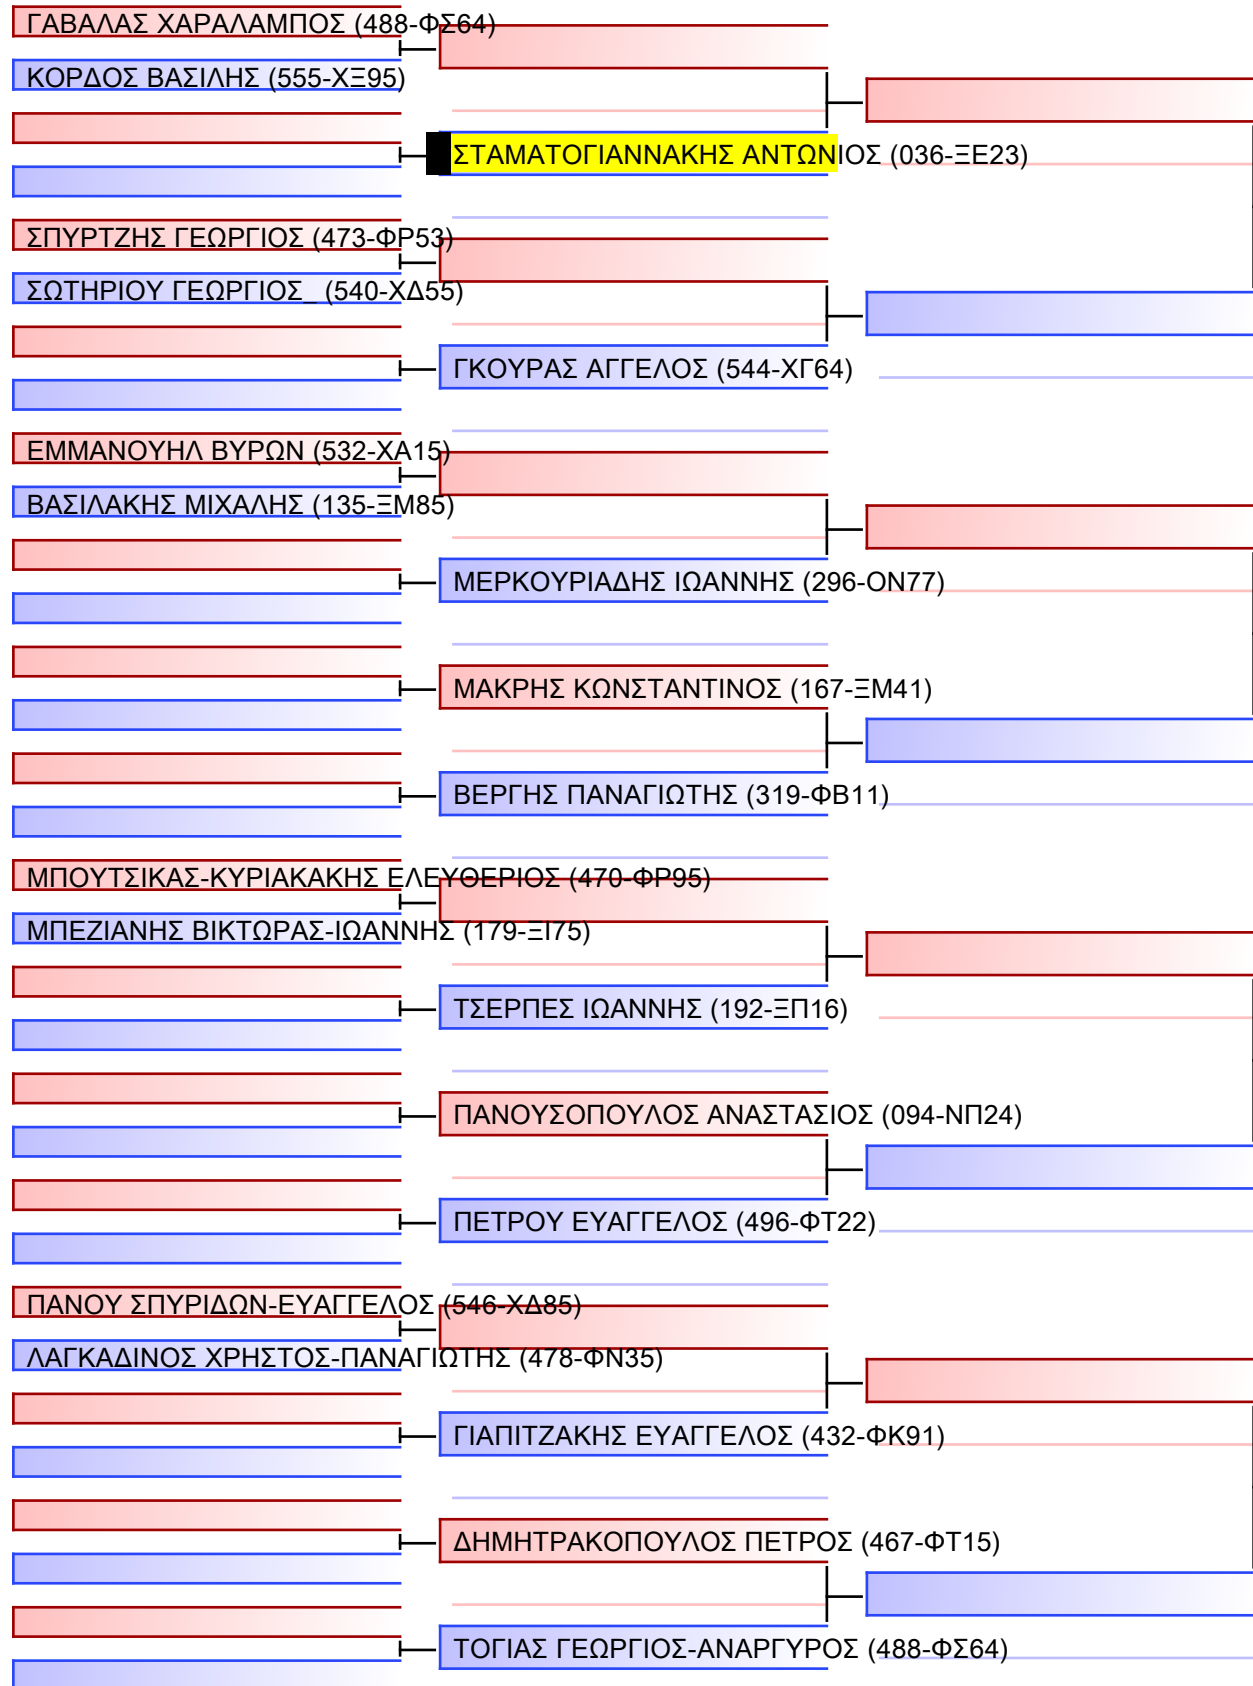 ΓΑΒΑΛΑΣ ΧΑΡΑΛΑΜΠΟΣ (488-ΦΣ64)
ΚΟΡΔΟΣ ΒΑΣΙΛΗΣ (555-ΧΞ95)
ΣΤΑΜΑΤΟΓΙΑΝΝΑΚΗΣ ΑΝΤΩΝΙΟΣ (036-ΞΕ23)
ΣΠΥΡΤΖΗΣ ΓΕΩΡΓΙΟΣ (473-ΦΡ53)
ΣΩΤΗΡΙΟΥ ΓΕΩΡΓΙΟΣ_ (540-ΧΔ55)
ΓΚΟΥΡΑΣ ΑΓΓΕΛΟΣ (544-ΧΓ64)
ΕΜΜΑΝΟΥΗΛ ΒΥΡΩΝ (532-ΧΑ15)
ΒΑΣΙΛΑΚΗΣ ΜΙΧΑΛΗΣ (135-ΞΜ85)
ΜΕΡΚΟΥΡΙΑΔΗΣ ΙΩΑΝΝΗΣ (296-ΟΝ77)
ΜΑΚΡΗΣ ΚΩΝΣΤΑΝΤΙΝΟΣ (167-ΞΜ41)
ΒΕΡΓΗΣ ΠΑΝΑΓΙΩΤΗΣ (319-ΦΒ11)
ΜΠΟΥΤΣΙΚΑΣ-ΚΥΡΙΑΚΑΚΗΣ ΕΛΕΥΘΕΡΙΟΣ (470-ΦΡ95)
ΜΠΕΖΙΑΝΗΣ ΒΙΚΤΩΡΑΣ-ΙΩΑΝΝΗΣ (179-ΞΙ75)
ΤΣΕΡΠΕΣ ΙΩΑΝΝΗΣ (192-ΞΠ16)
ΠΑΝΟΥΣΟΠΟΥΛΟΣ ΑΝΑΣΤΑΣΙΟΣ (094-ΝΠ24)
ΠΕΤΡΟΥ ΕΥΑΓΓΕΛΟΣ (496-ΦΤ22)
ΠΑΝΟΥ ΣΠΥΡΙΔΩΝ-ΕΥΑΓΓΕΛΟΣ (546-ΧΔ85)
ΛΑΓΚΑΔΙΝΟΣ ΧΡΗΣΤΟΣ-ΠΑΝΑΓΙΩΤΗΣ (478-ΦΝ35)
ΓΙΑΠΙΤΖΑΚΗΣ ΕΥΑΓΓΕΛΟΣ (432-ΦΚ91)
ΔΗΜΗΤΡΑΚΟΠΟΥΛΟΣ ΠΕΤΡΟΣ (467-ΦΤ15)
ΤΟΓΙΑΣ ΓΕΩΡΓΙΟΣ-ΑΝΑΡΓΥΡΟΣ (488-ΦΣ64)